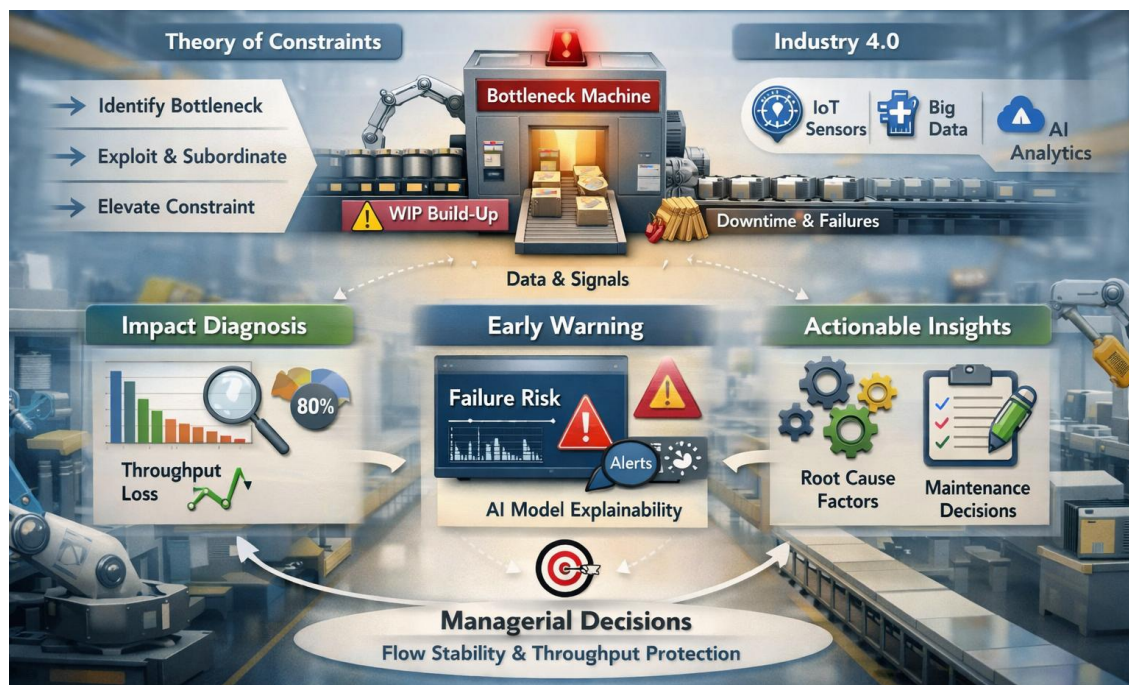 Theory of Constraints
Industry 4.0
Identify Bottleneck
Exploit & Subordinate
Elevate Constraint
Bottleneck Machine
IoT
Sensors
Big
Data
AI
Analytics
WIP Build-Up
Downtime & Failures
Data & Signals
Impact Diagnosis
Early Warning
Actionable Insights
80%
Throughput
Loss
Failure Risk
Alerts
AI Model Explainability
Root Cause
Factors
Maintenance
Decisions
Managerial Decisions
Flow Stability & Throughput Protection